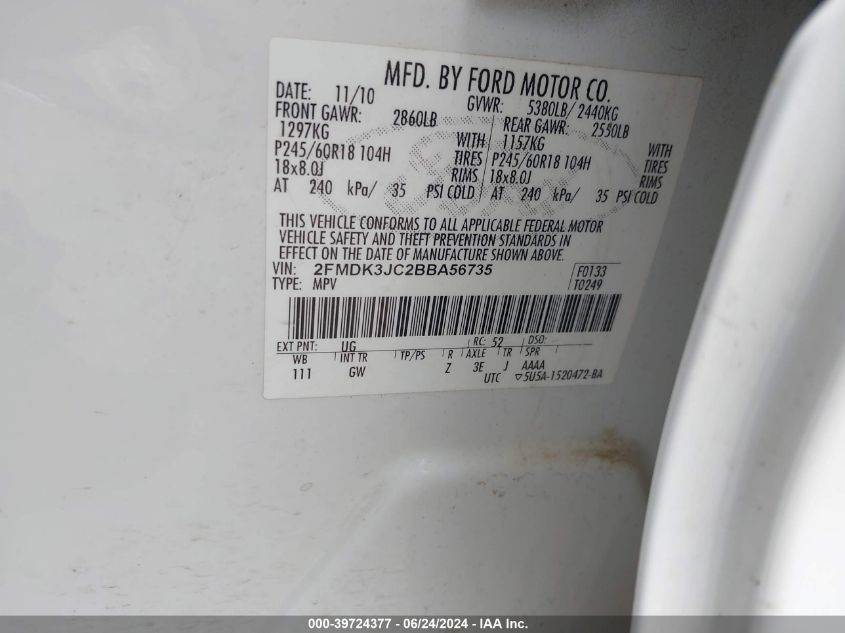 MFD. BY FORD MOTOR CO.
DATE: 11/10 GVWR: 5380LB/ 2440KG
FRONT GAWR: 2860LB REAR GAWR: 2550LB
1297KG WITH 1157KG WITH
P245/60R18 104H TIRES P245/60R18 104H TIRES
18x8.0J RIMS 18x8.0J RIMS
AT 240 kPa/ 35 PSI COLD AT 240 kPa/ 35 PSI COLD
THIS VEHICLE CONFORMS TO ALL APPLICABLE FEDERAL MOTOR
VEHICLE SAFETY AND THEFT PREVENTION STANDARDS IN
EFFECT ON THE DATE OF MANUFACTURE SHOWN ABOVE.
VIN: 2FMDK3JC2BBA56735 F0133
TYPE: MPV T0249
EXT PNT: UG RC: 52 DSO:
WB INT TR TP/PS R AXLE TR SPR
111 GW Z 3E J AAAA
UTC ▽5U5A-1520472-BA
000-39724377 - 06/24/2024 - IAA Inc.